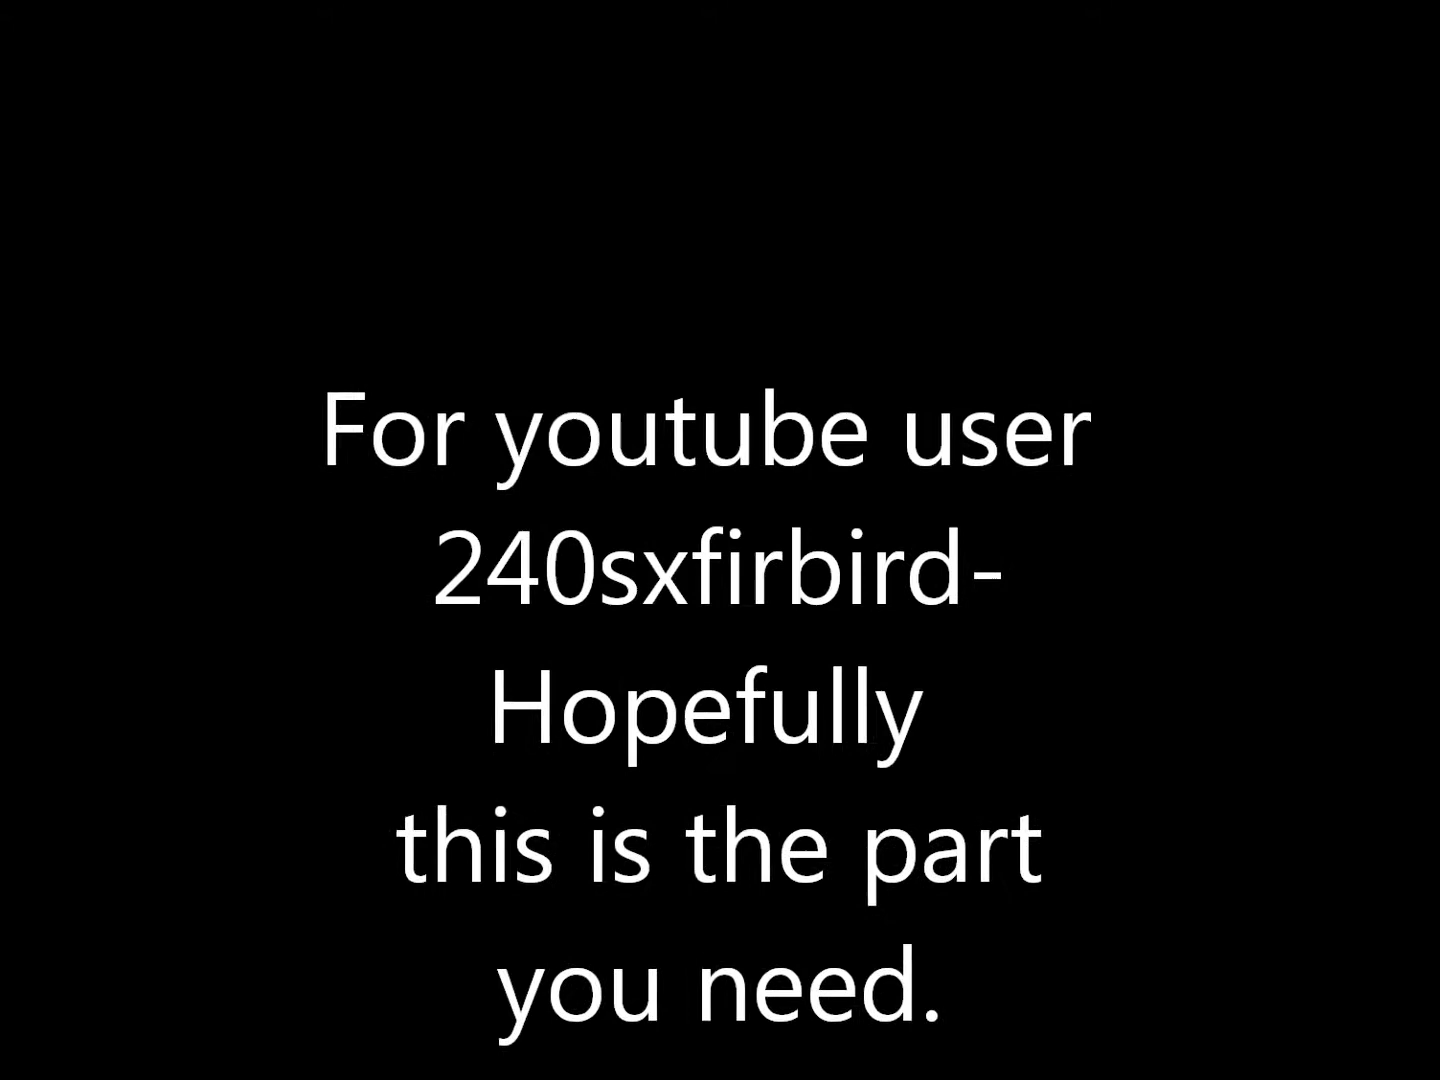 For youtube user
240sxfirbird-
Hopefully
this is the part
you need.